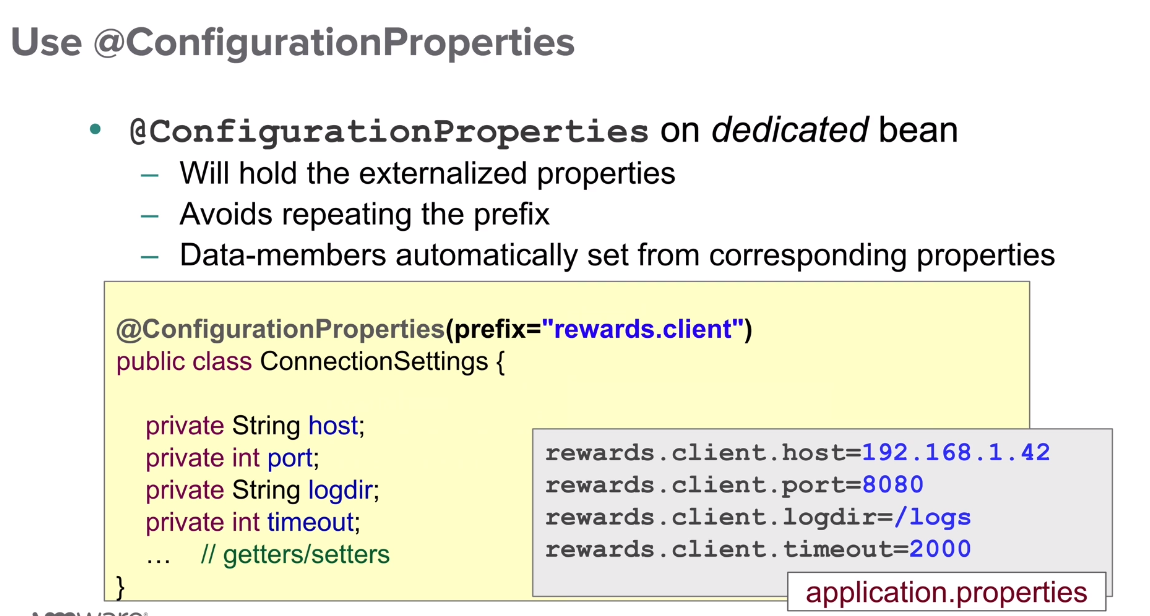 Use @ConfigurationProperties
• @ConfigurationProperties on dedicated bean
– Will hold the externalized properties
– Avoids repeating the prefix
– Data-members automatically set from corresponding properties
@ConfigurationProperties(prefix="rewards.client")
public class ConnectionSettings {
private String host;
private int port;
private String logdir;
private int timeout;
… // getters/setters
}
rewards.client.host=192.168.1.42
rewards.client.port=8080
rewards.client.logdir=/logs
rewards.client.timeout=2000
application.properties